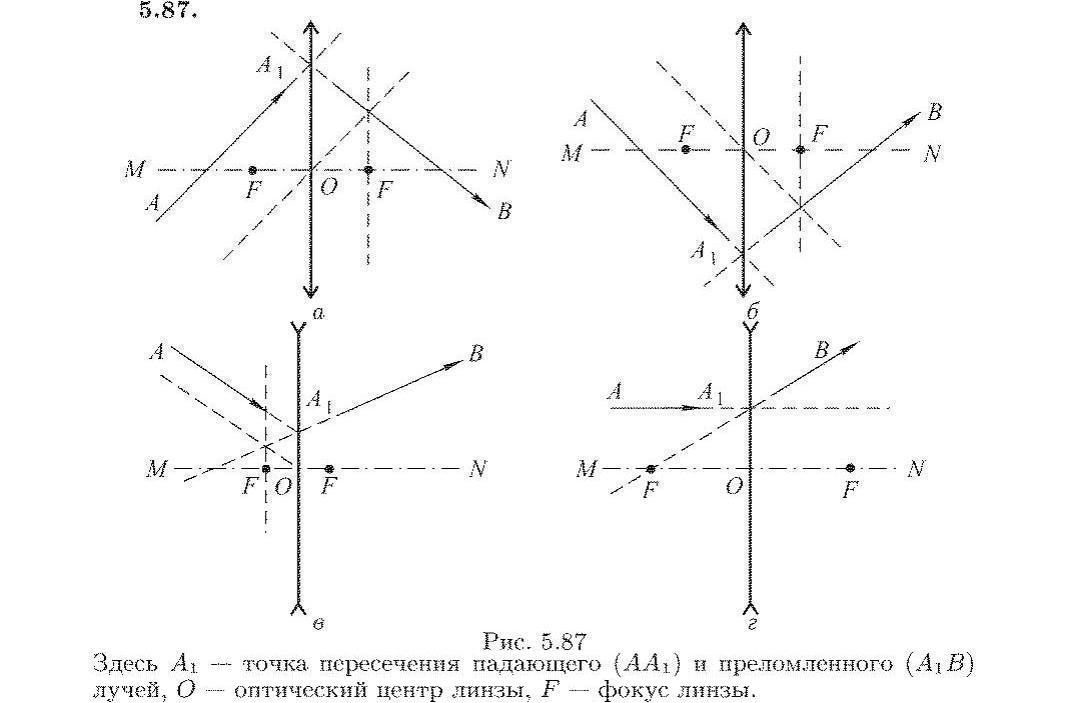 5.87.
A₁
M F O F N
A B
а
A F O F B
M N
A₁
б
A B
A₁
M F O F N
в
B
A A₁
M F O F N
г
Рис. 5.87
Здесь A₁ — точка пересечения падающего (AA₁) и преломленного (A₁B)
лучей, O — оптический центр линзы, F — фокус линзы.